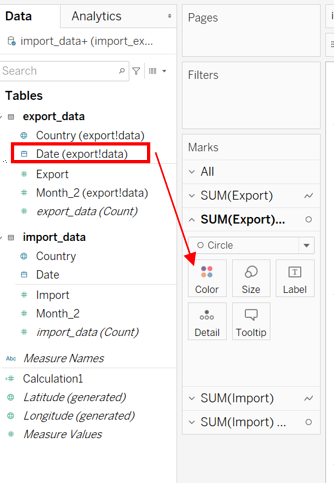 Data
Analytics
import_data+ (import_ex...
Search
Tables
export_data
Country (export!data)
Date (export!data)
Export
Month_2 (export!data)
export_data (Count)
import_data
Country
Date
Import
Month_2
import_data (Count)
Abc Measure Names
Calculation1
Latitude (generated)
Longitude (generated)
Measure Values
Pages
Filters
Marks
All
SUM(Export)
SUM(Export)...
Circle
Color
Size
T
Label
Detail
Tooltip
SUM(Import)
SUM(Import) ...